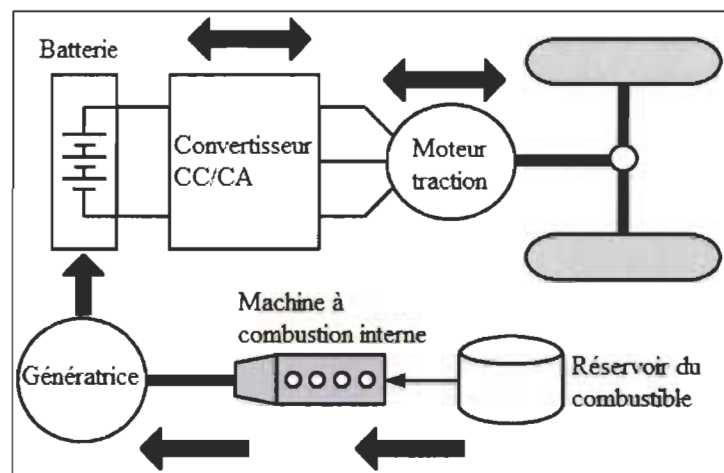 Batterie
Convertisseur
CC/CA
Moteur
traction
Machine à
combustion interne
Génératrice
Réservoir du
combustible